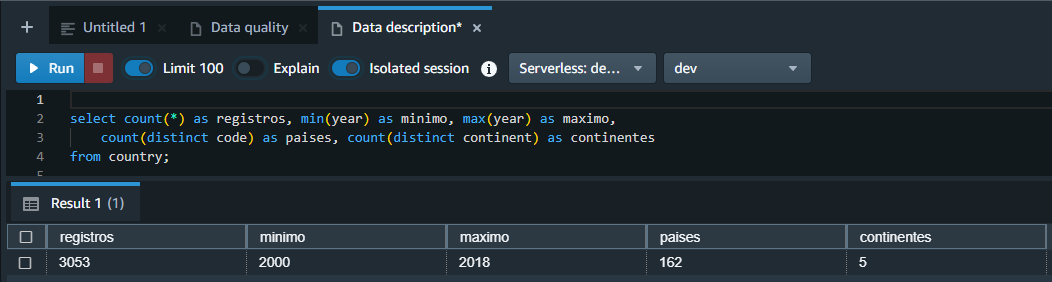 + Untitled 1 × Data quality × Data description* ×
Run Limit 100 Explain Isolated session i Serverless: de... dev
1
2 select count(*) as registros, min(year) as minimo, max(year) as maximo,
3 count(distinct code) as paises, count(distinct continent) as continentes
4 from country;
5
Result 1 (1)
registros minimo maximo paises continentes
3053 2000 2018 162 5